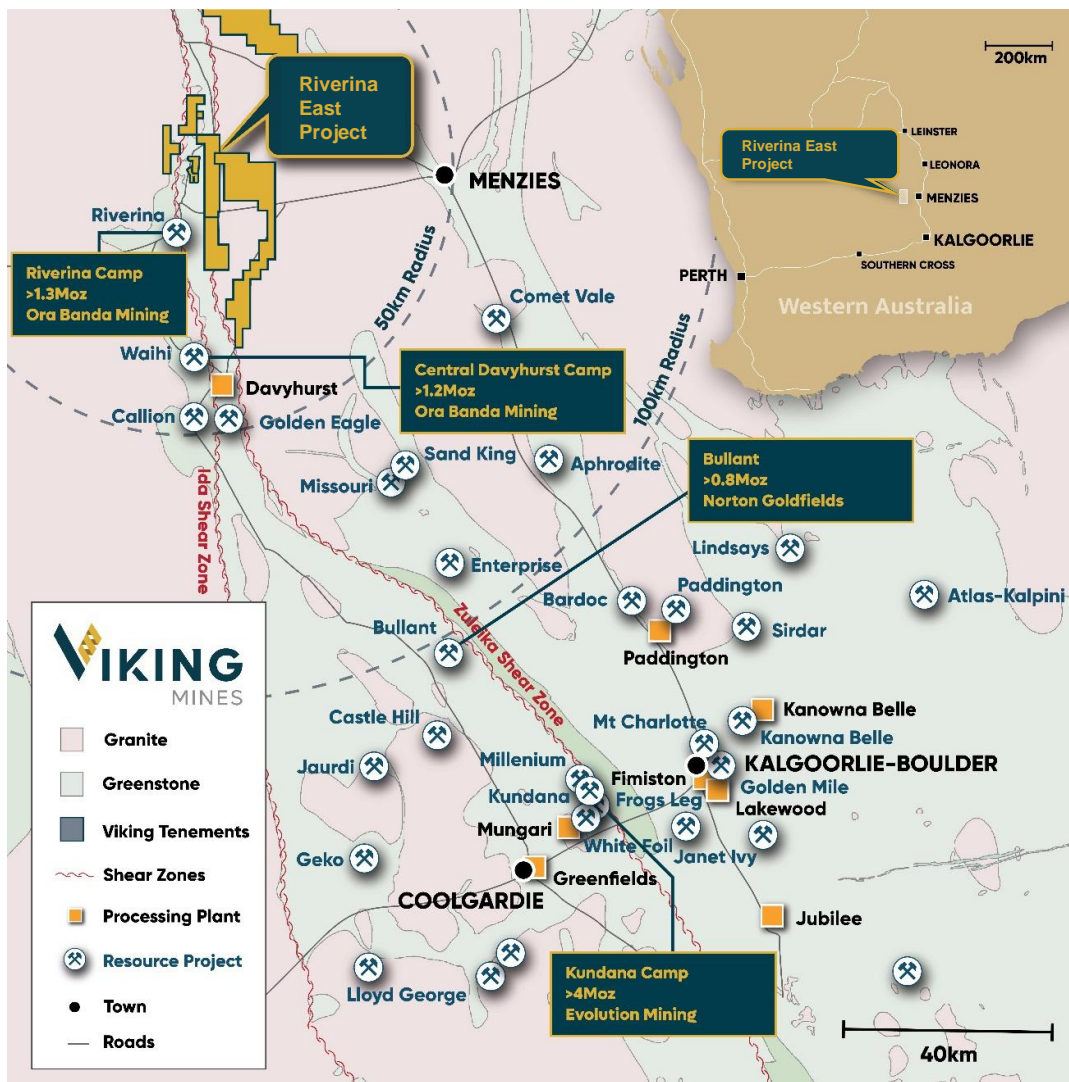 Riverina
East
Project
200km
LEINSTER
Riverina East
Project
LEONORA
MENZIES
KALGOORLIE
PERTH
SOUTHERN CROSS
Western Australia
MENZIES
Riverina
Riverina Camp
>1.3Moz
Ora Banda Mining
50km Radius
Comet Vale
100km Radius
Waihi
Davyhurst
Central Davyhurst Camp
>1.2Moz
Ora Banda Mining
Callion
Golden Eagle
Sand King
Missouri
Aphrodite
Bullant
>0.8Moz
Norton Goldfields
Ida Shear Zone
Lindsays
Enterprise
Bardoc
Paddington
Atlas-Kalpini
Sirdar
Paddington
Bullant
Zuleika Shear Zone
Castle Hill
Mt Charlotte
Kanowna Belle
Kanowna Belle
Jaurdi
Millenium
Fimiston
KALGOORLIE-BOULDER
Golden Mile
Kundana
Frogs Leg
Lakewood
Mungari
White Foil
Janet Ivy
Geko
Greenfields
COOLGARDIE
Jubilee
Lloyd George
Kundana Camp
>4Moz
Evolution Mining
40km
VIKING
MINES
Granite
Greenstone
Viking Tenements
Shear Zones
Processing Plant
Resource Project
Town
Roads